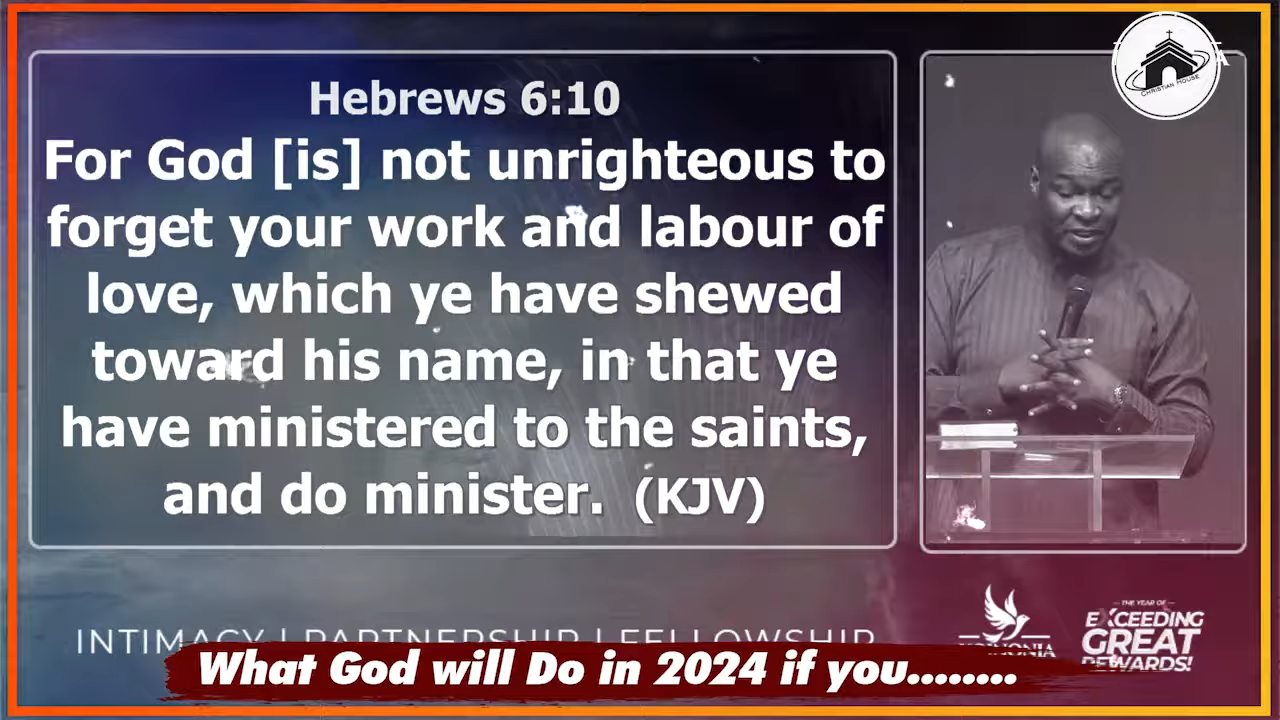 Hebrews 6:10
For God [is] not unrighteous to
forget your work and labour of
love, which ye have shewed
toward his name, in that ye
have ministered to the saints,
and do minister. (KJV)
CHRISTIAN HOUSE
INTIMACY | PARTNERSHIP | FELLOWSHIP
KOINONIA
THE YEAR OF
EXCEEDING
GREAT
REWARDS!
What God will Do in 2024 if you........